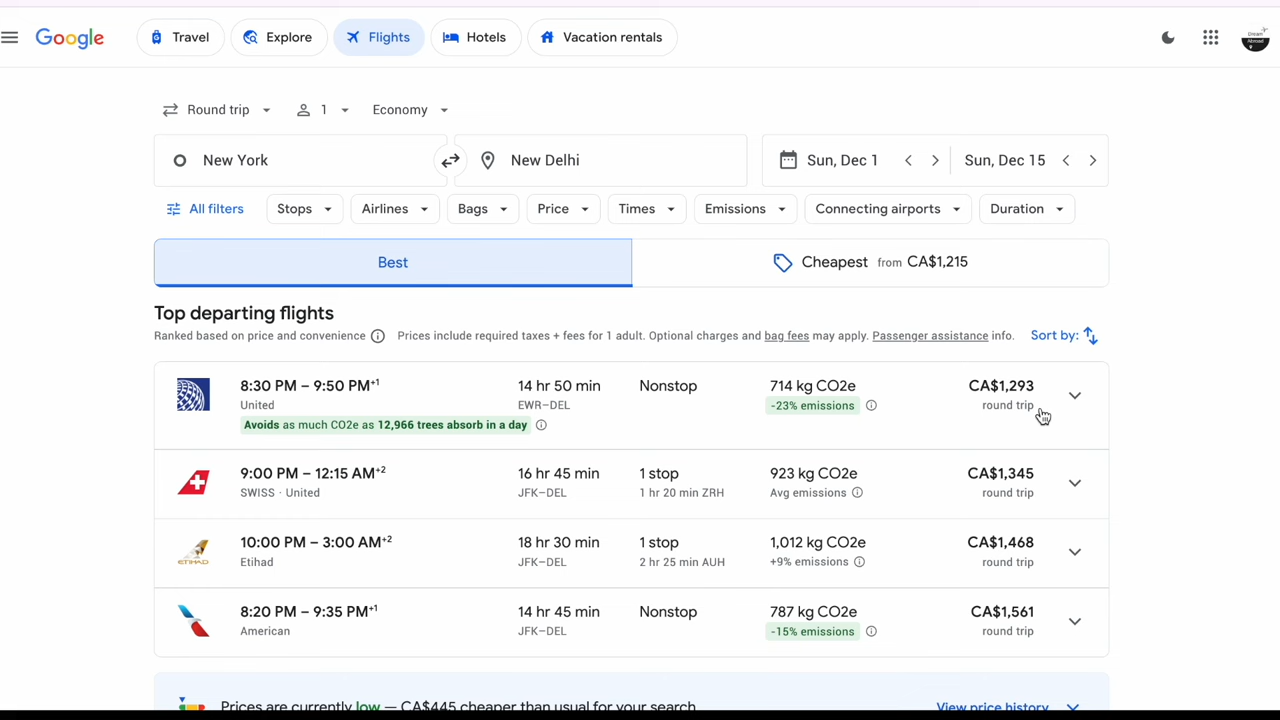 Google Travel Explore Flights Hotels Vacation rentals
Round trip 1 Economy
New York New Delhi Sun, Dec 1 Sun, Dec 15
All filters Stops Airlines Bags Price Times Emissions Connecting airports Duration
Best Cheapest from CA$1,215
Top departing flights
Ranked based on price and convenience Prices include required taxes + fees for 1 adult. Optional charges and bag fees may apply. Passenger assistance info. Sort by:
8:30 PM – 9:50 PM+1 14 hr 50 min Nonstop 714 kg CO2e CA$1,293
United EWR–DEL -23% emissions round trip
Avoids as much CO2e as 12,966 trees absorb in a day
9:00 PM – 12:15 AM+2 16 hr 45 min 1 stop 923 kg CO2e CA$1,345
SWISS · United JFK–DEL 1 hr 20 min ZRH Avg emissions round trip
10:00 PM – 3:00 AM+2 18 hr 30 min 1 stop 1,012 kg CO2e CA$1,468
ETIHAD Etihad JFK–DEL 2 hr 25 min AUH +9% emissions round trip
8:20 PM – 9:35 PM+1 14 hr 45 min Nonstop 787 kg CO2e CA$1,561
American JFK–DEL -15% emissions round trip
Prices are currently low — CA$445 cheaper than usual for your search View price history